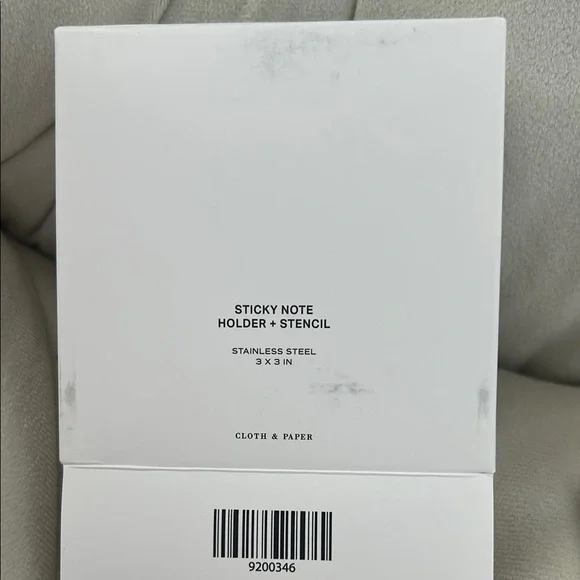 STICKY NOTE
HOLDER + STENCIL
STAINLESS STEEL
3 X 3 IN
CLOTH & PAPER
9200346